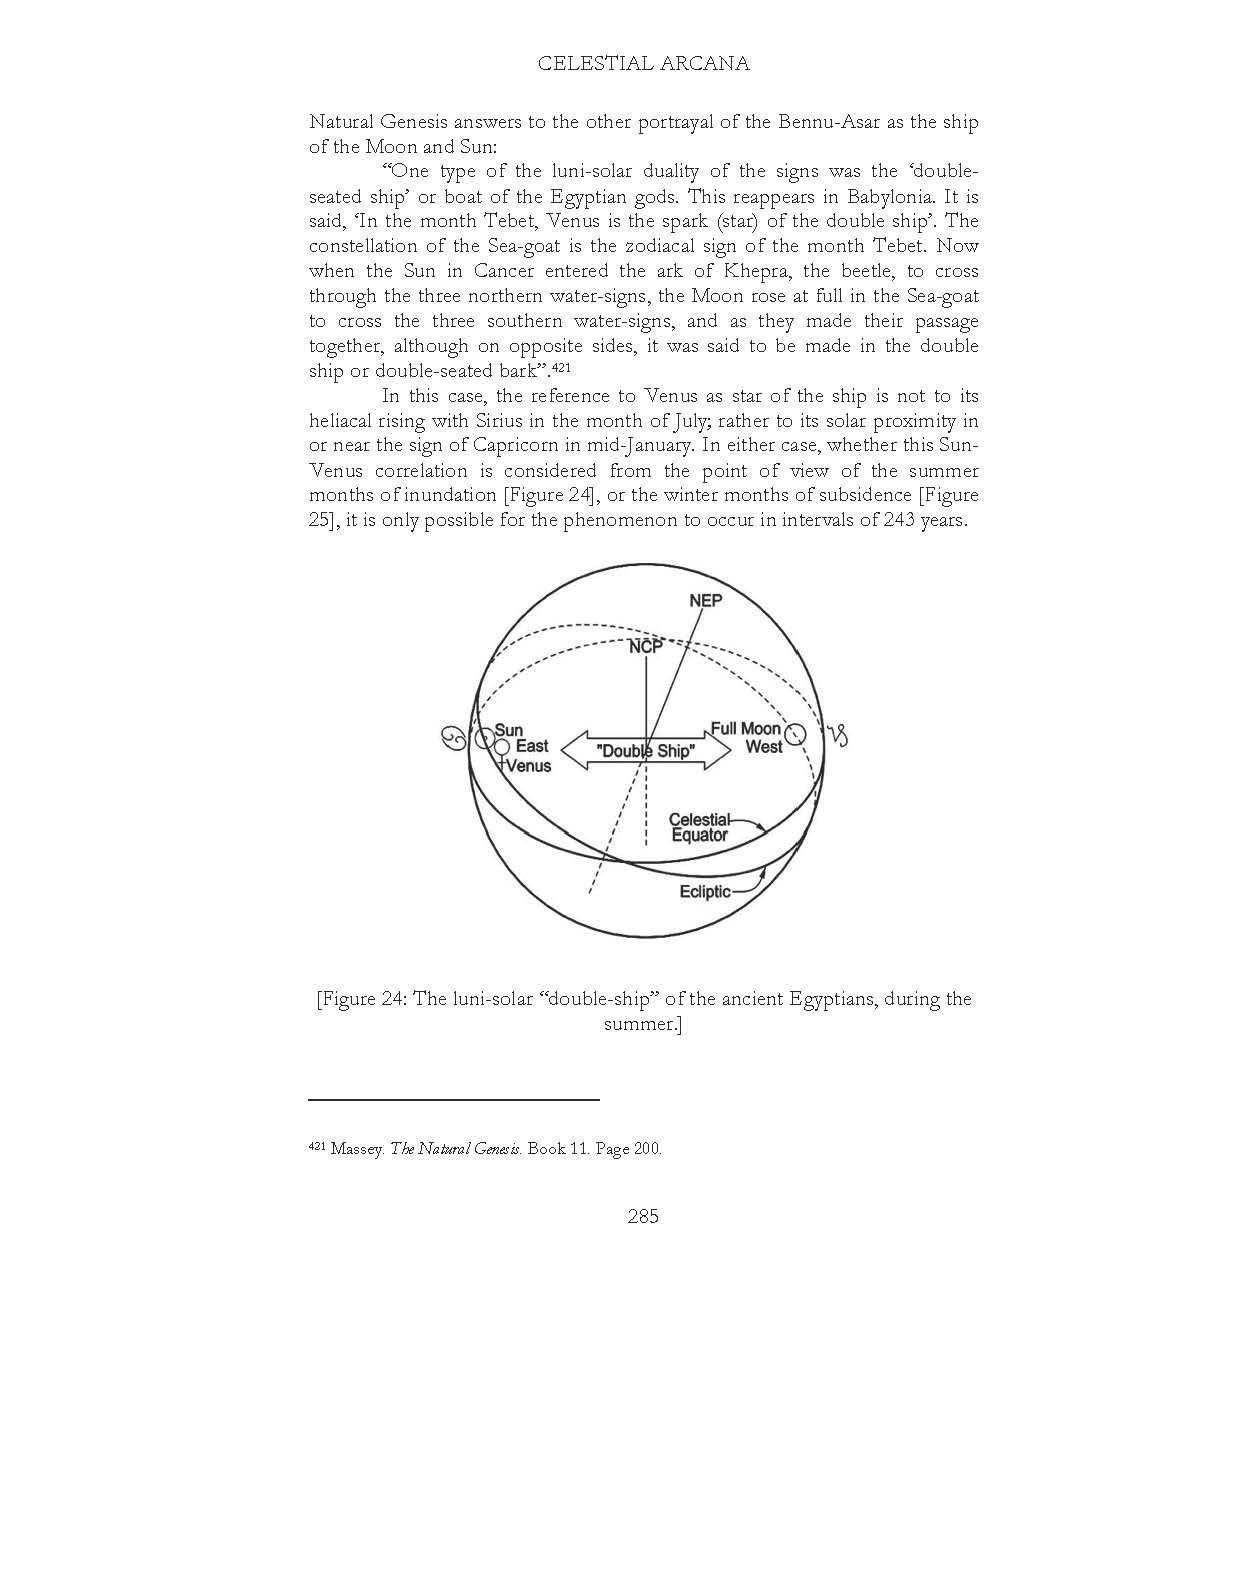 CELESTIAL ARCANA
Natural Genesis answers to the other portrayal of the Bennu-Asar as the ship
of the Moon and Sun:
“One type of the luni-solar duality of the signs was the ‘double-
seated ship’ or boat of the Egyptian gods. This reappears in Babylonia. It is
said, ‘In the month Tebet, Venus is the spark (star) of the double ship’. The
constellation of the Sea-goat is the zodiacal sign of the month Tebet. Now
when the Sun in Cancer entered the ark of Khepra, the beetle, to cross
through the three northern water-signs, the Moon rose at full in the Sea-goat
to cross the three southern water-signs, and as they made their passage
together, although on opposite sides, it was said to be made in the double
ship or double-seated bark”.421
In this case, the reference to Venus as star of the ship is not to its
heliacal rising with Sirius in the month of July; rather to its solar proximity in
or near the sign of Capricorn in mid-January. In either case, whether this Sun-
Venus correlation is considered from the point of view of the summer
months of inundation [Figure 24], or the winter months of subsidence [Figure
25], it is only possible for the phenomenon to occur in intervals of 243 years.
NEP
NCP
Sun
East
Venus
"Double Ship"
Full Moon
West
Celestial
Equator
Ecliptic
[Figure 24: The luni-solar “double-ship” of the ancient Egyptians, during the
summer.]
421 Massey. The Natural Genesis. Book 11. Page 200.
285